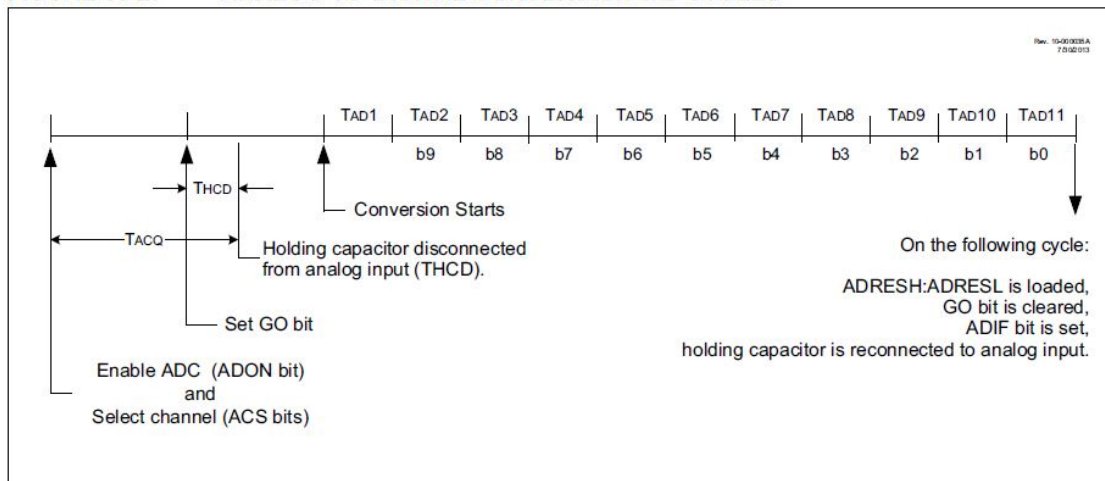 Rev. 10-000035A
7/30/2013
TAD1 TAD2 TAD3 TAD4 TAD5 TAD6 TAD7 TAD8 TAD9 TAD10 TAD11
b9 b8 b7 b6 b5 b4 b3 b2 b1 b0
THCD
Conversion Starts
TACQ
Holding capacitor disconnected
from analog input (THCD).
On the following cycle:
ADRESH:ADRESL is loaded,
GO bit is cleared,
ADIF bit is set,
holding capacitor is reconnected to analog input.
Set GO bit
Enable ADC (ADON bit)
and
Select channel (ACS bits)